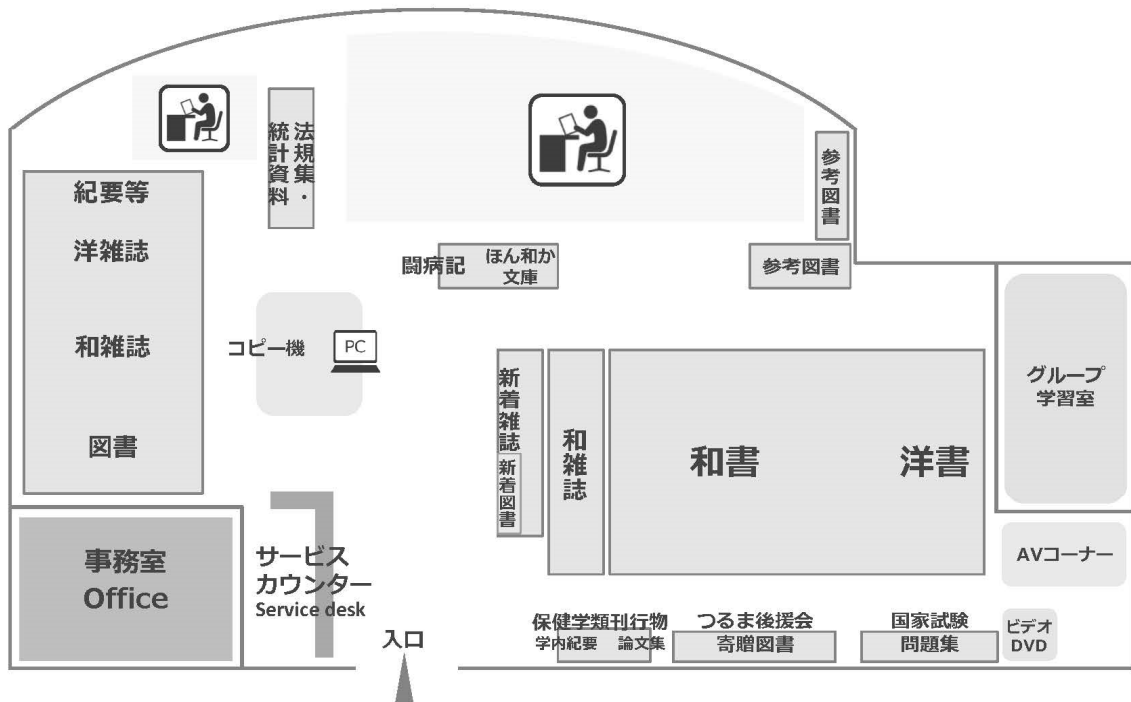 法規集・
統計資料
参考図書
紀要等
洋雑誌
和雑誌
図書
闘病記
ほん和か
文庫
参考図書
コピー機
PC
新着雑誌
新着図書
和雑誌
和書
洋書
グループ
学習室
AVコーナー
事務室
Office
サービス
カウンター
Service desk
入口
保健学類刊行物
学内紀要 論文集
つるま後援会
寄贈図書
国家試験
問題集
ビデオ
DVD